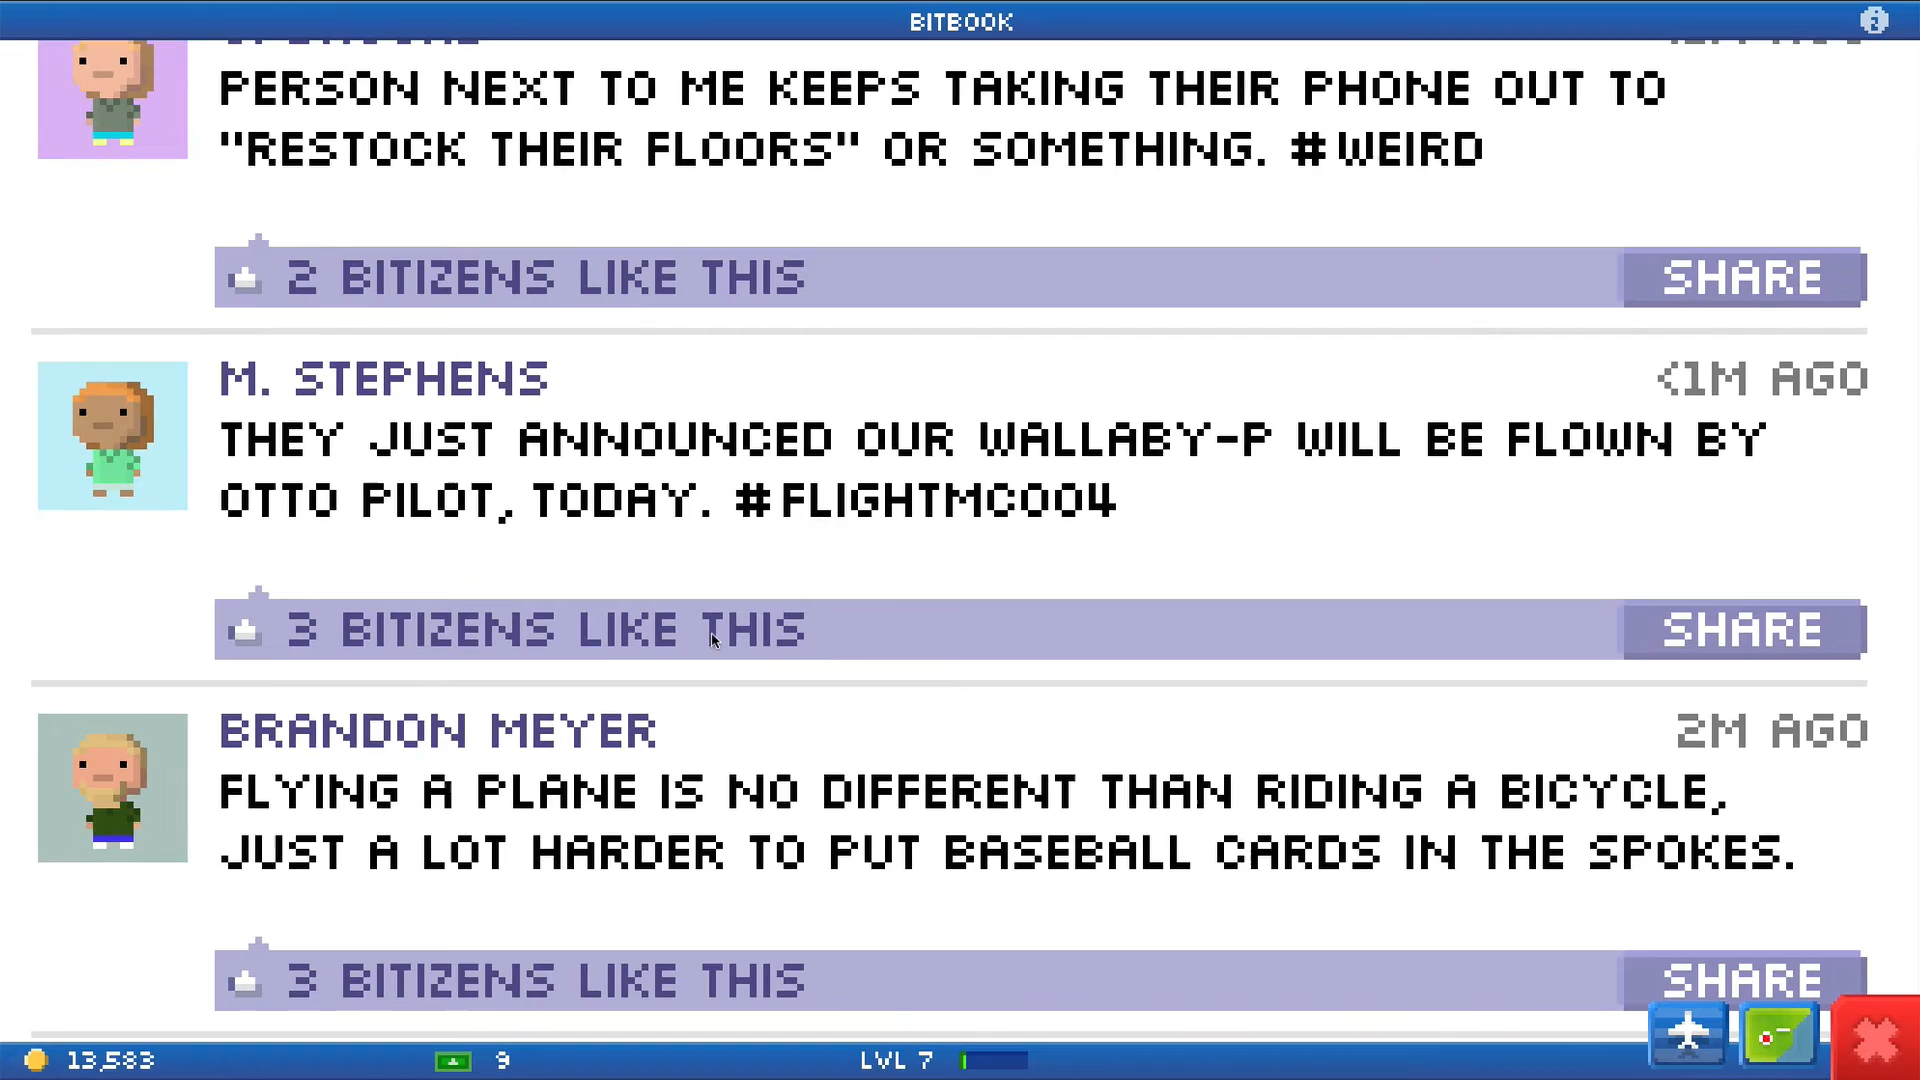 BITBOOK
PERSON NEXT TO ME KEEPS TAKING THEIR PHONE OUT TO
"RESTOCK THEIR FLOORS" OR SOMETHING. #WEIRD
2 BITIZENS LIKE THIS
SHARE
M. STEPHENS
<1M AGO
THEY JUST ANNOUNCED OUR WALLABY-P WILL BE FLOWN BY
OTTO PILOT, TODAY. #FLIGHTMC004
3 BITIZENS LIKE THIS
SHARE
BRANDON MEYER
2M AGO
FLYING A PLANE IS NO DIFFERENT THAN RIDING A BICYCLE,
JUST A LOT HARDER TO PUT BASEBALL CARDS IN THE SPOKES.
3 BITIZENS LIKE THIS
SHARE
13,583
9
LVL 7